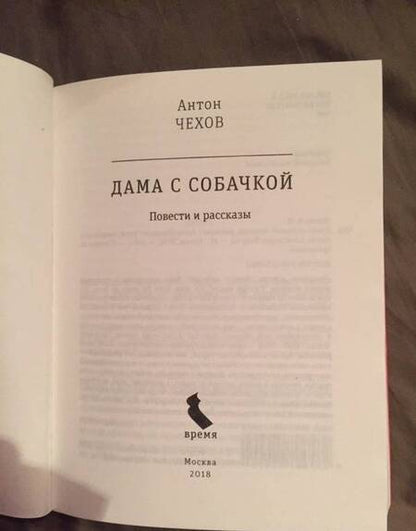 Антон
ЧЕХОВ
ДАМА С СОБАЧКОЙ
Повести и рассказы
время
Москва
2018